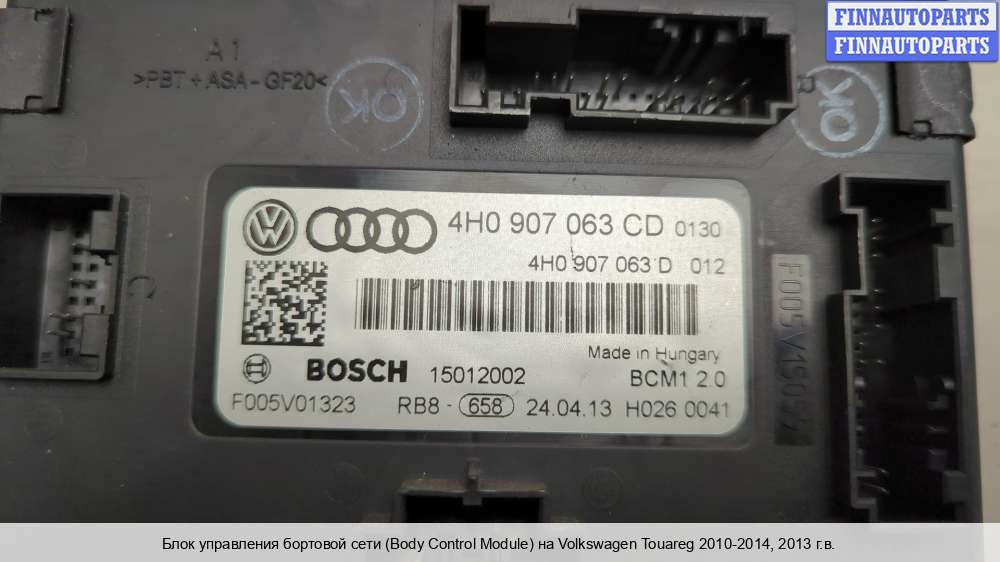 FINNAUTOPARTS
FINNAUTOPARTS
A1
>PBT+ASA-GF20<
OK
OK
B
C
4H0 907 063 CD 0130
4H0 907 063 D 012
Made in Hungary
BOSCH 15012002 BCM1 2.0
F005V01323 RB8 - 658 24.04.13 H026 0041
Блок управления бортовой сети (Body Control Module) на Volkswagen Touareg 2010-2014, 2013 г.в.